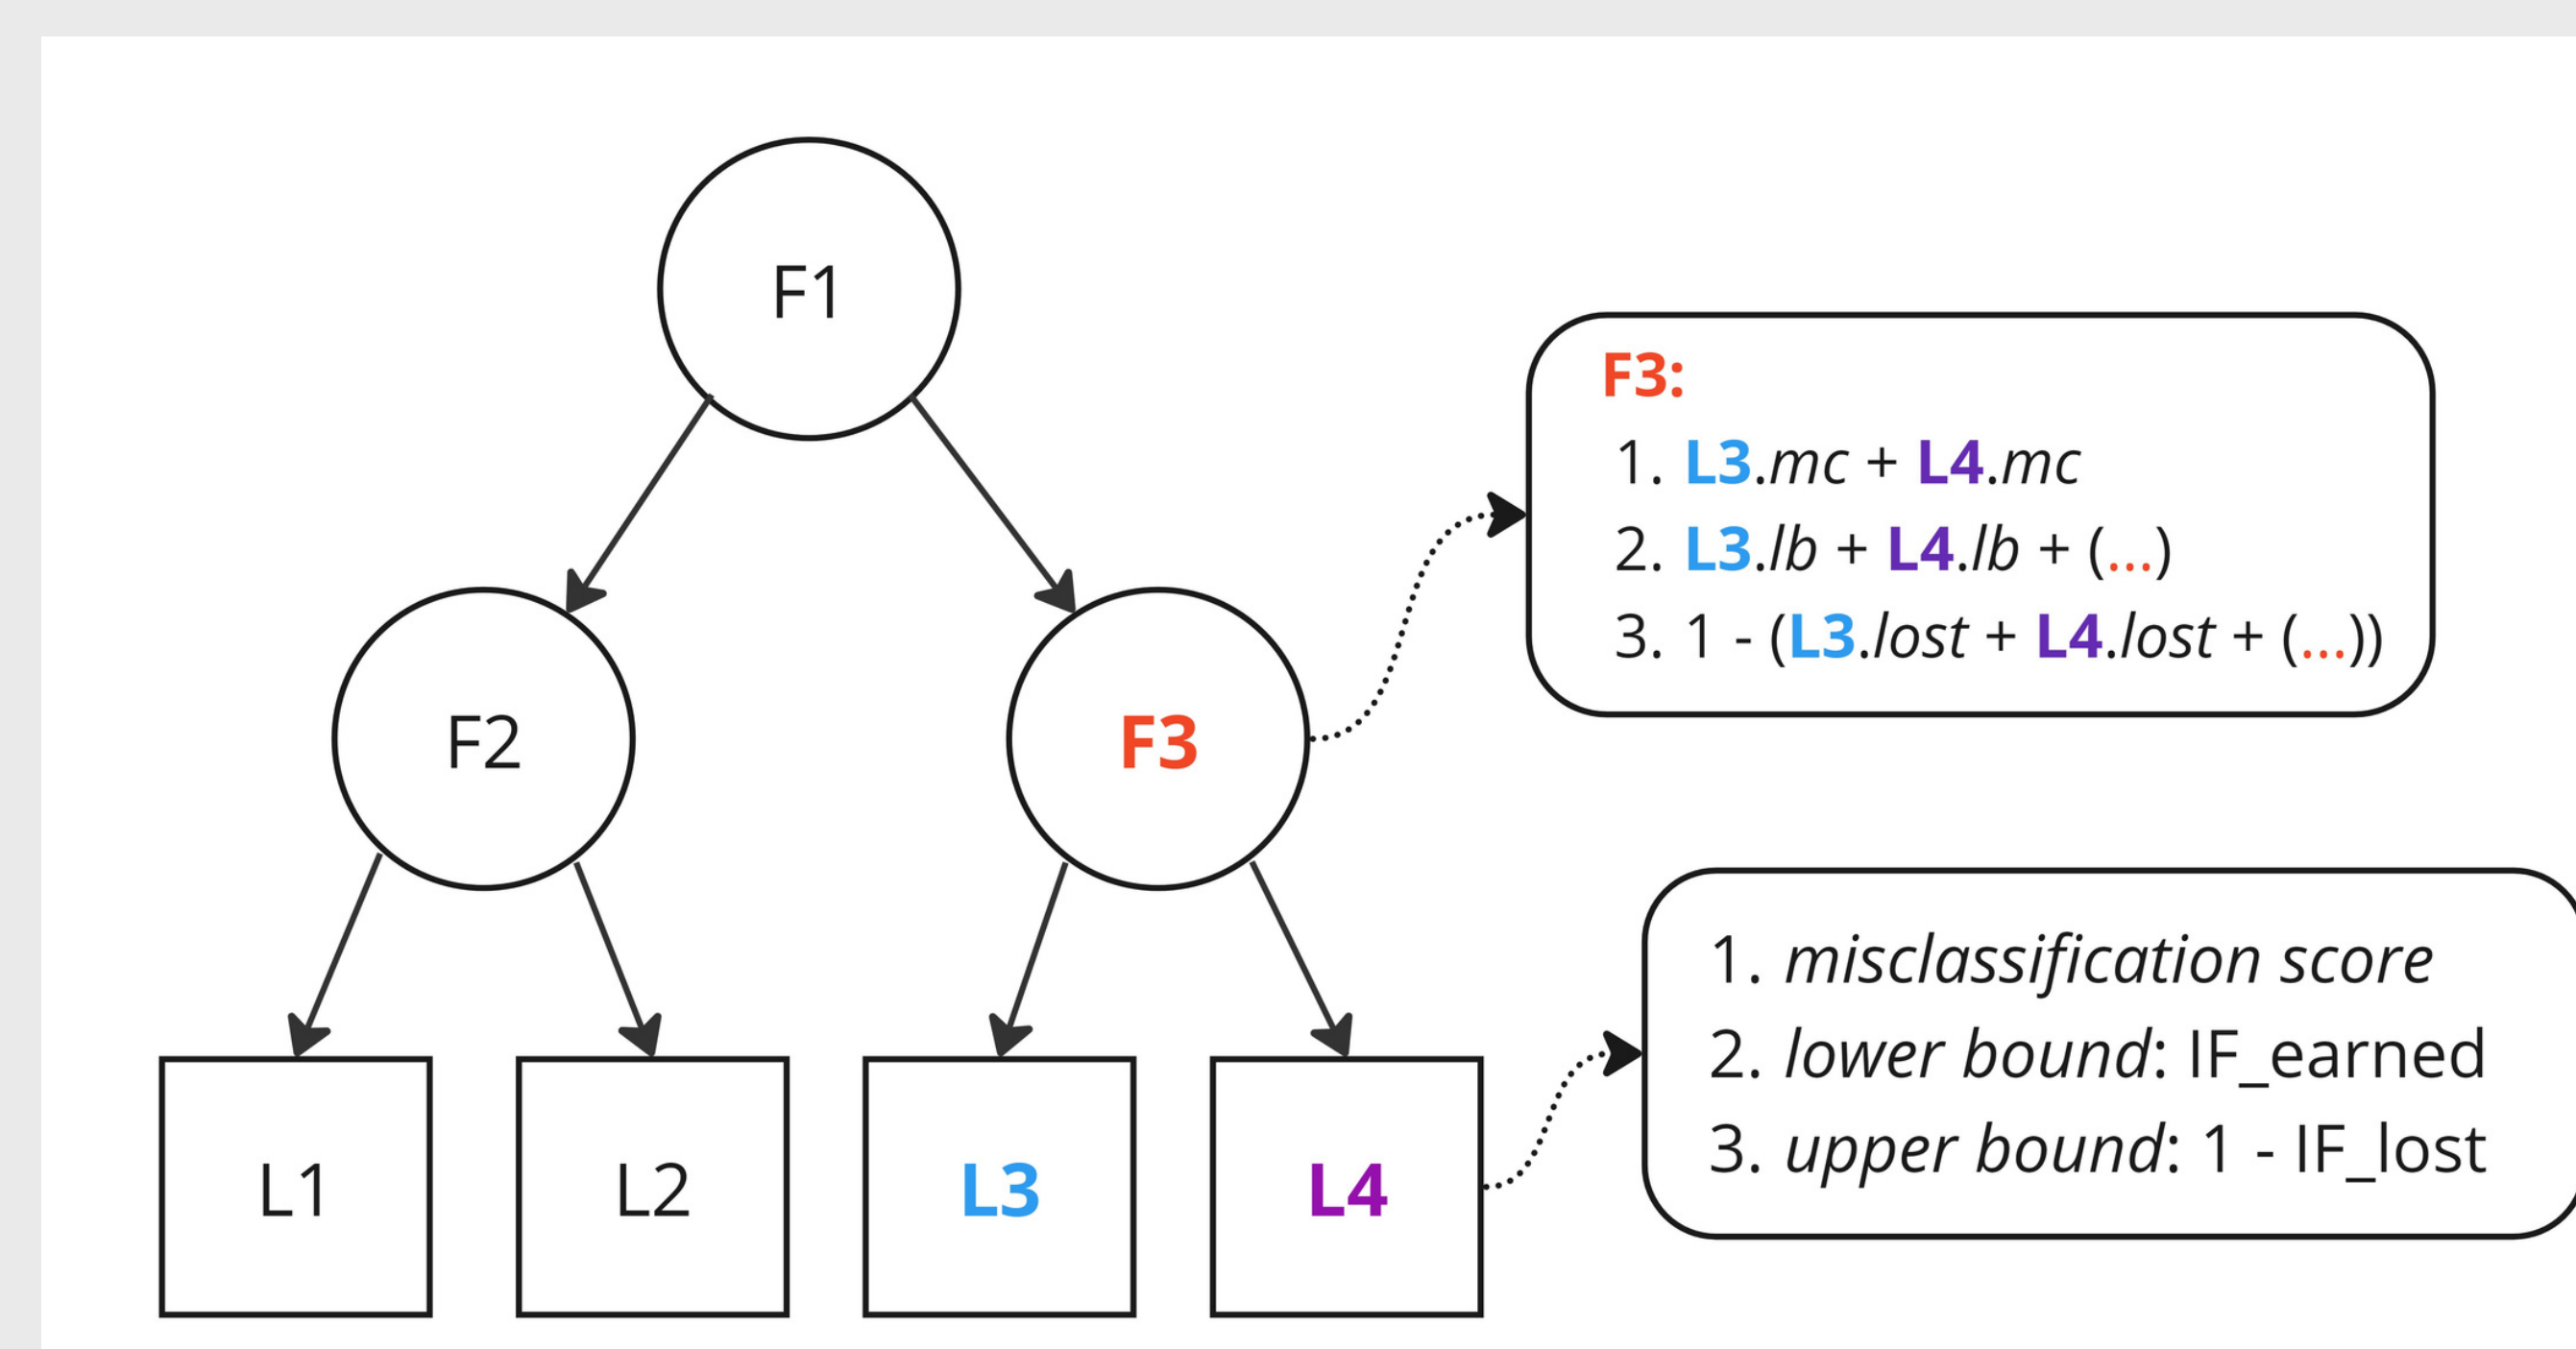 F1
F3:
1. L3.mc + L4.mc
2. L3.lb + L4.lb + (...)
3. 1 - (L3.lost + L4.lost + (...))
F2
F3
1. misclassification score
2. lower bound: IF_earned
3. upper bound: 1 - IF_lost
L1
L2
L3
L4